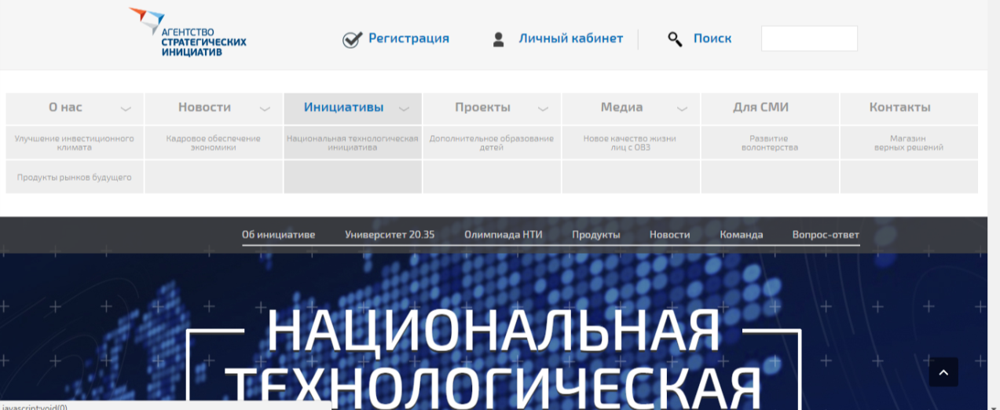 АГЕНТСТВО
СТРАТЕГИЧЕСКИХ
ИНИЦИАТИВ
Регистрация Личный кабинет Поиск
О нас Новости Инициативы Проекты Медиа Для СМИ Контакты
Улучшение инвестиционного климата
Кадровое обеспечение экономики
Национальная технологическая инициатива
Дополнительное образование детей
Новое качество жизни лиц с ОВЗ
Развитие волонтерства
Магазин верных решений
Продукты рынков будущего
Об инициативе Университет 20.35 Олимпиада НТИ Продукты Новости Команда Вопрос-ответ
НАЦИОНАЛЬНАЯ
ТЕХНОЛОГИЧЕСКАЯ
javascript:void(0)